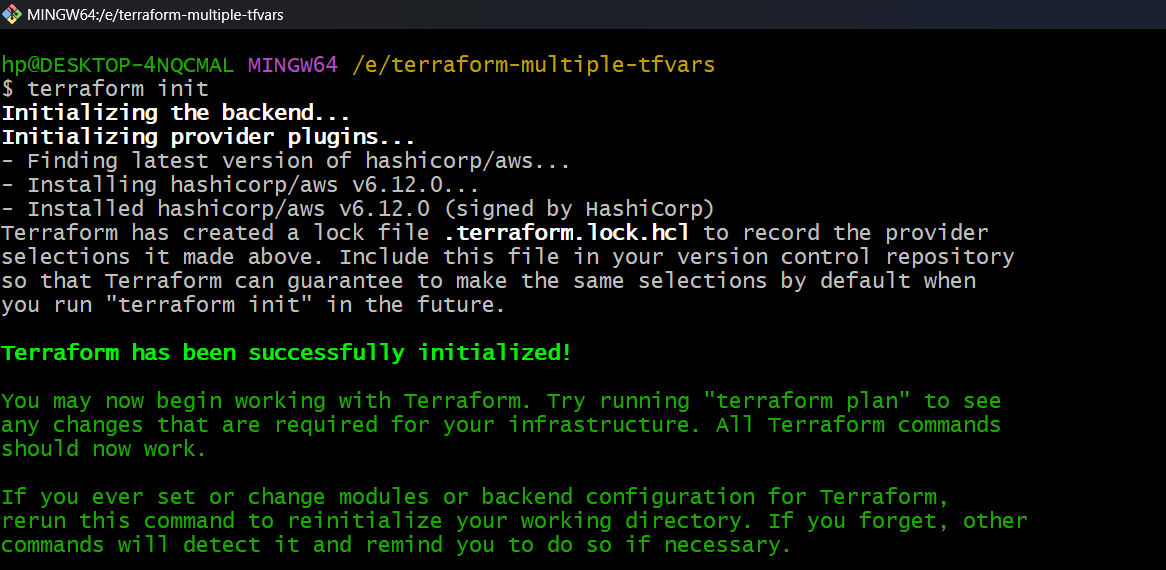 MINGW64:/e/terraform-multiple-tfvars
hp@DESKTOP-4NQCMAL MINGW64 /e/terraform-multiple-tfvars
$ terraform init
Initializing the backend...
Initializing provider plugins...
- Finding latest version of hashicorp/aws...
- Installing hashicorp/aws v6.12.0...
- Installed hashicorp/aws v6.12.0 (signed by HashiCorp)
Terraform has created a lock file .terraform.lock.hcl to record the provider
selections it made above. Include this file in your version control repository
so that Terraform can guarantee to make the same selections by default when
you run "terraform init" in the future.
Terraform has been successfully initialized!
You may now begin working with Terraform. Try running "terraform plan" to see
any changes that are required for your infrastructure. All Terraform commands
should now work.
If you ever set or change modules or backend configuration for Terraform,
rerun this command to reinitialize your working directory. If you forget, other
commands will detect it and remind you to do so if necessary.